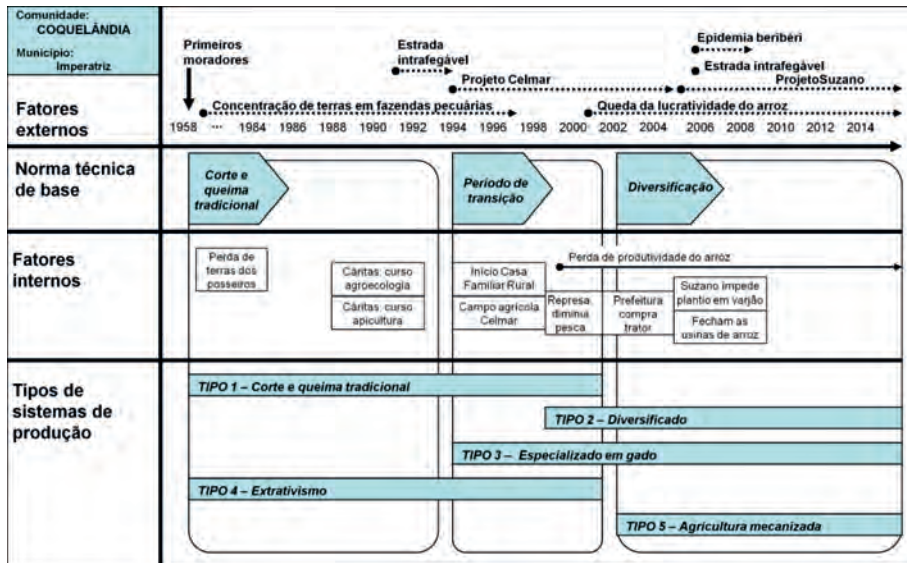 Comunidade:
COQUELÂNDIA
Município:
Imperatriz
Primeiros
moradores
Estrada
intrafegável
Epidemia beribéri
Estrada intrafegável
Projeto Celmar
ProjetoSuzano
Fatores
externos
Concentração de terras em fazendas pecuárias
Queda da lucratividade do arroz
1958 ... 1984 1986 1988 1990 1992 1994 1996 1998 2000 2002 2004 2006 2008 2010 2012 2014
Norma técnica
de base
Corte e
queima
tradicional
Período de
transição
Diversificação
Fatores
internos
Perda de
terras dos
posseiros
Cáritas: curso
agroecologia
Cáritas: curso
apicultura
Início Casa
Familiar Rural
Campo agrícola
Celmar
Perda de produtividade do arroz
Represa
diminui
pesca
Prefeitura
compra
trator
Suzano impede
plantio em varjão
Fecham as
usinas de arroz
Tipos de
sistemas de
produção
TIPO 1 – Corte e queima tradicional
TIPO 2 – Diversificado
TIPO 3 – Especializado em gado
TIPO 4 – Extrativismo
TIPO 5 – Agricultura mecanizada